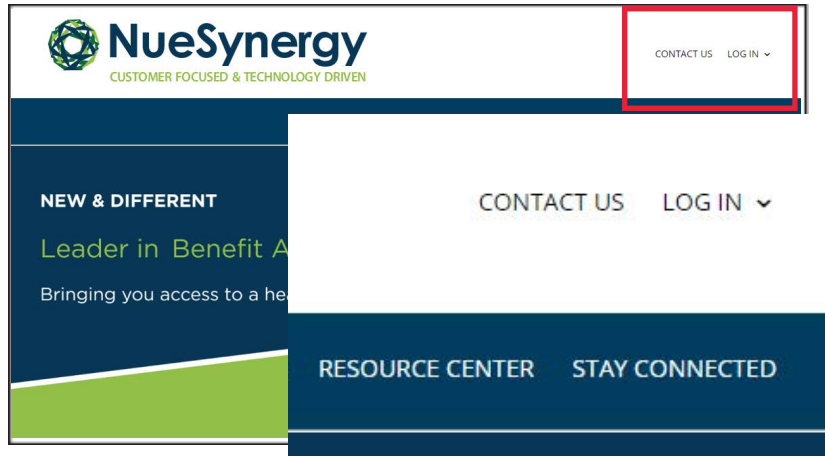 NueSynergy
CUSTOMER FOCUSED & TECHNOLOGY DRIVEN
CONTACT US LOG IN
NEW & DIFFERENT
Leader in Benefit A
Bringing you access to a hea
CONTACT US LOG IN
RESOURCE CENTER STAY CONNECTED